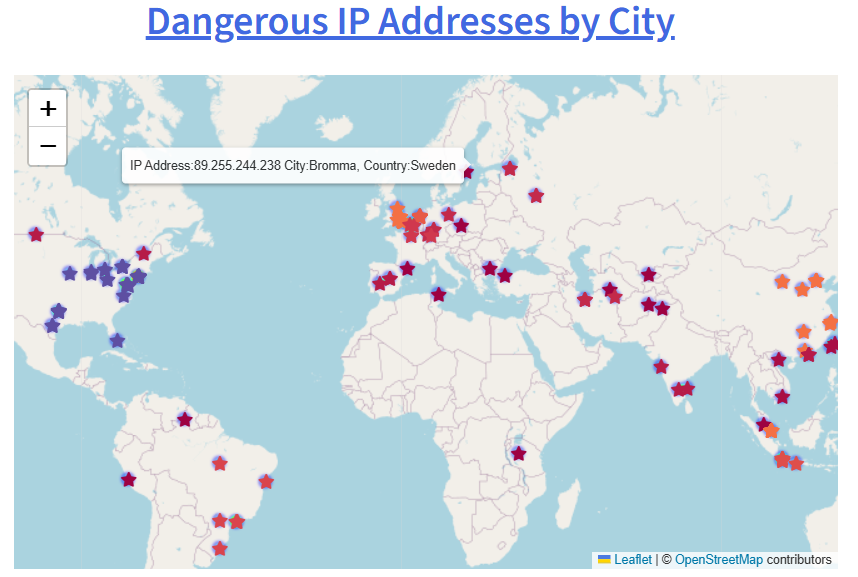 Dangerous IP Addresses by City
+
−
IP Address:89.255.244.238 City:Bromma, Country:Sweden
Leaflet | © OpenStreetMap contributors